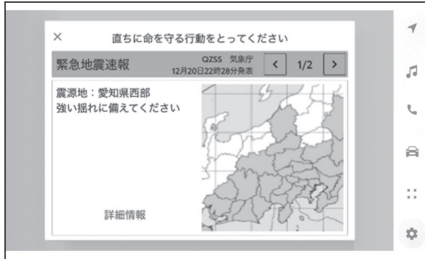 × 直ちに命を守る行動をとってください
緊急地震速報
QZSS 気象庁
12月20日22時28分発表
< 1/2 >
震源地：愛知県西部
強い揺れに備えてください
詳細情報